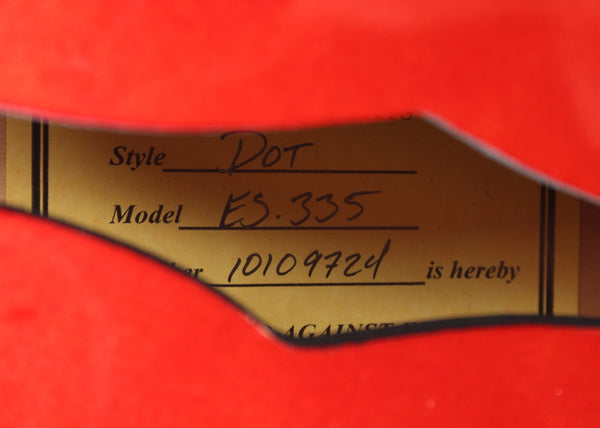 Style DOT
Model ES.335
10109724 is hereby
AGAINST